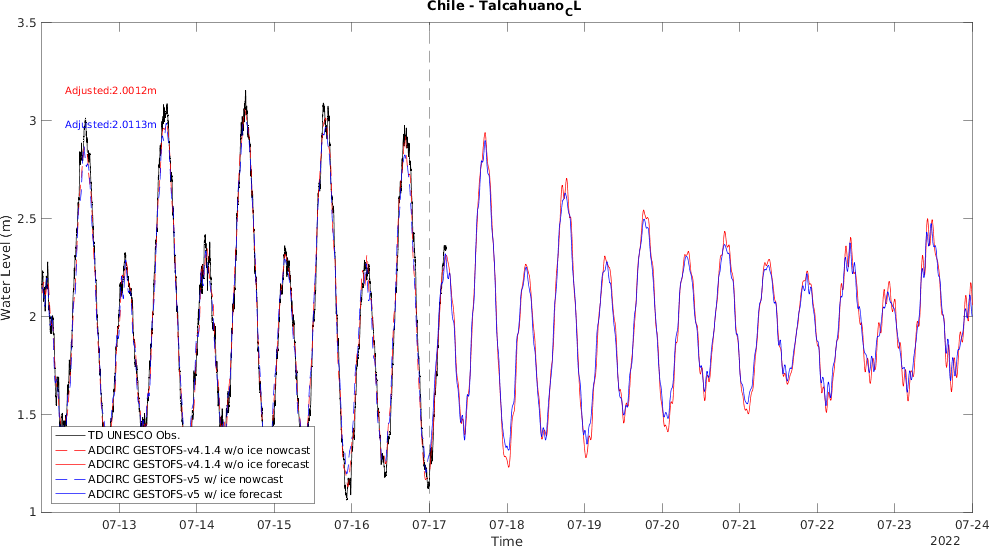 Chile - Talcahuano_CL
3.5
Adjusted:2.0012m
3
Adjusted:2.0113m
2.5
Water Level (m)
2
1.5
TD UNESCO Obs.
ADCIRC GESTOFS-v4.1.4 w/o ice nowcast
ADCIRC GESTOFS-v4.1.4 w/o ice forecast
ADCIRC GESTOFS-v5 w/ ice nowcast
ADCIRC GESTOFS-v5 w/ ice forecast
1
07-13 07-14 07-15 07-16 07-17 07-18 07-19 07-20 07-21 07-22 07-23 07-24
Time
2022